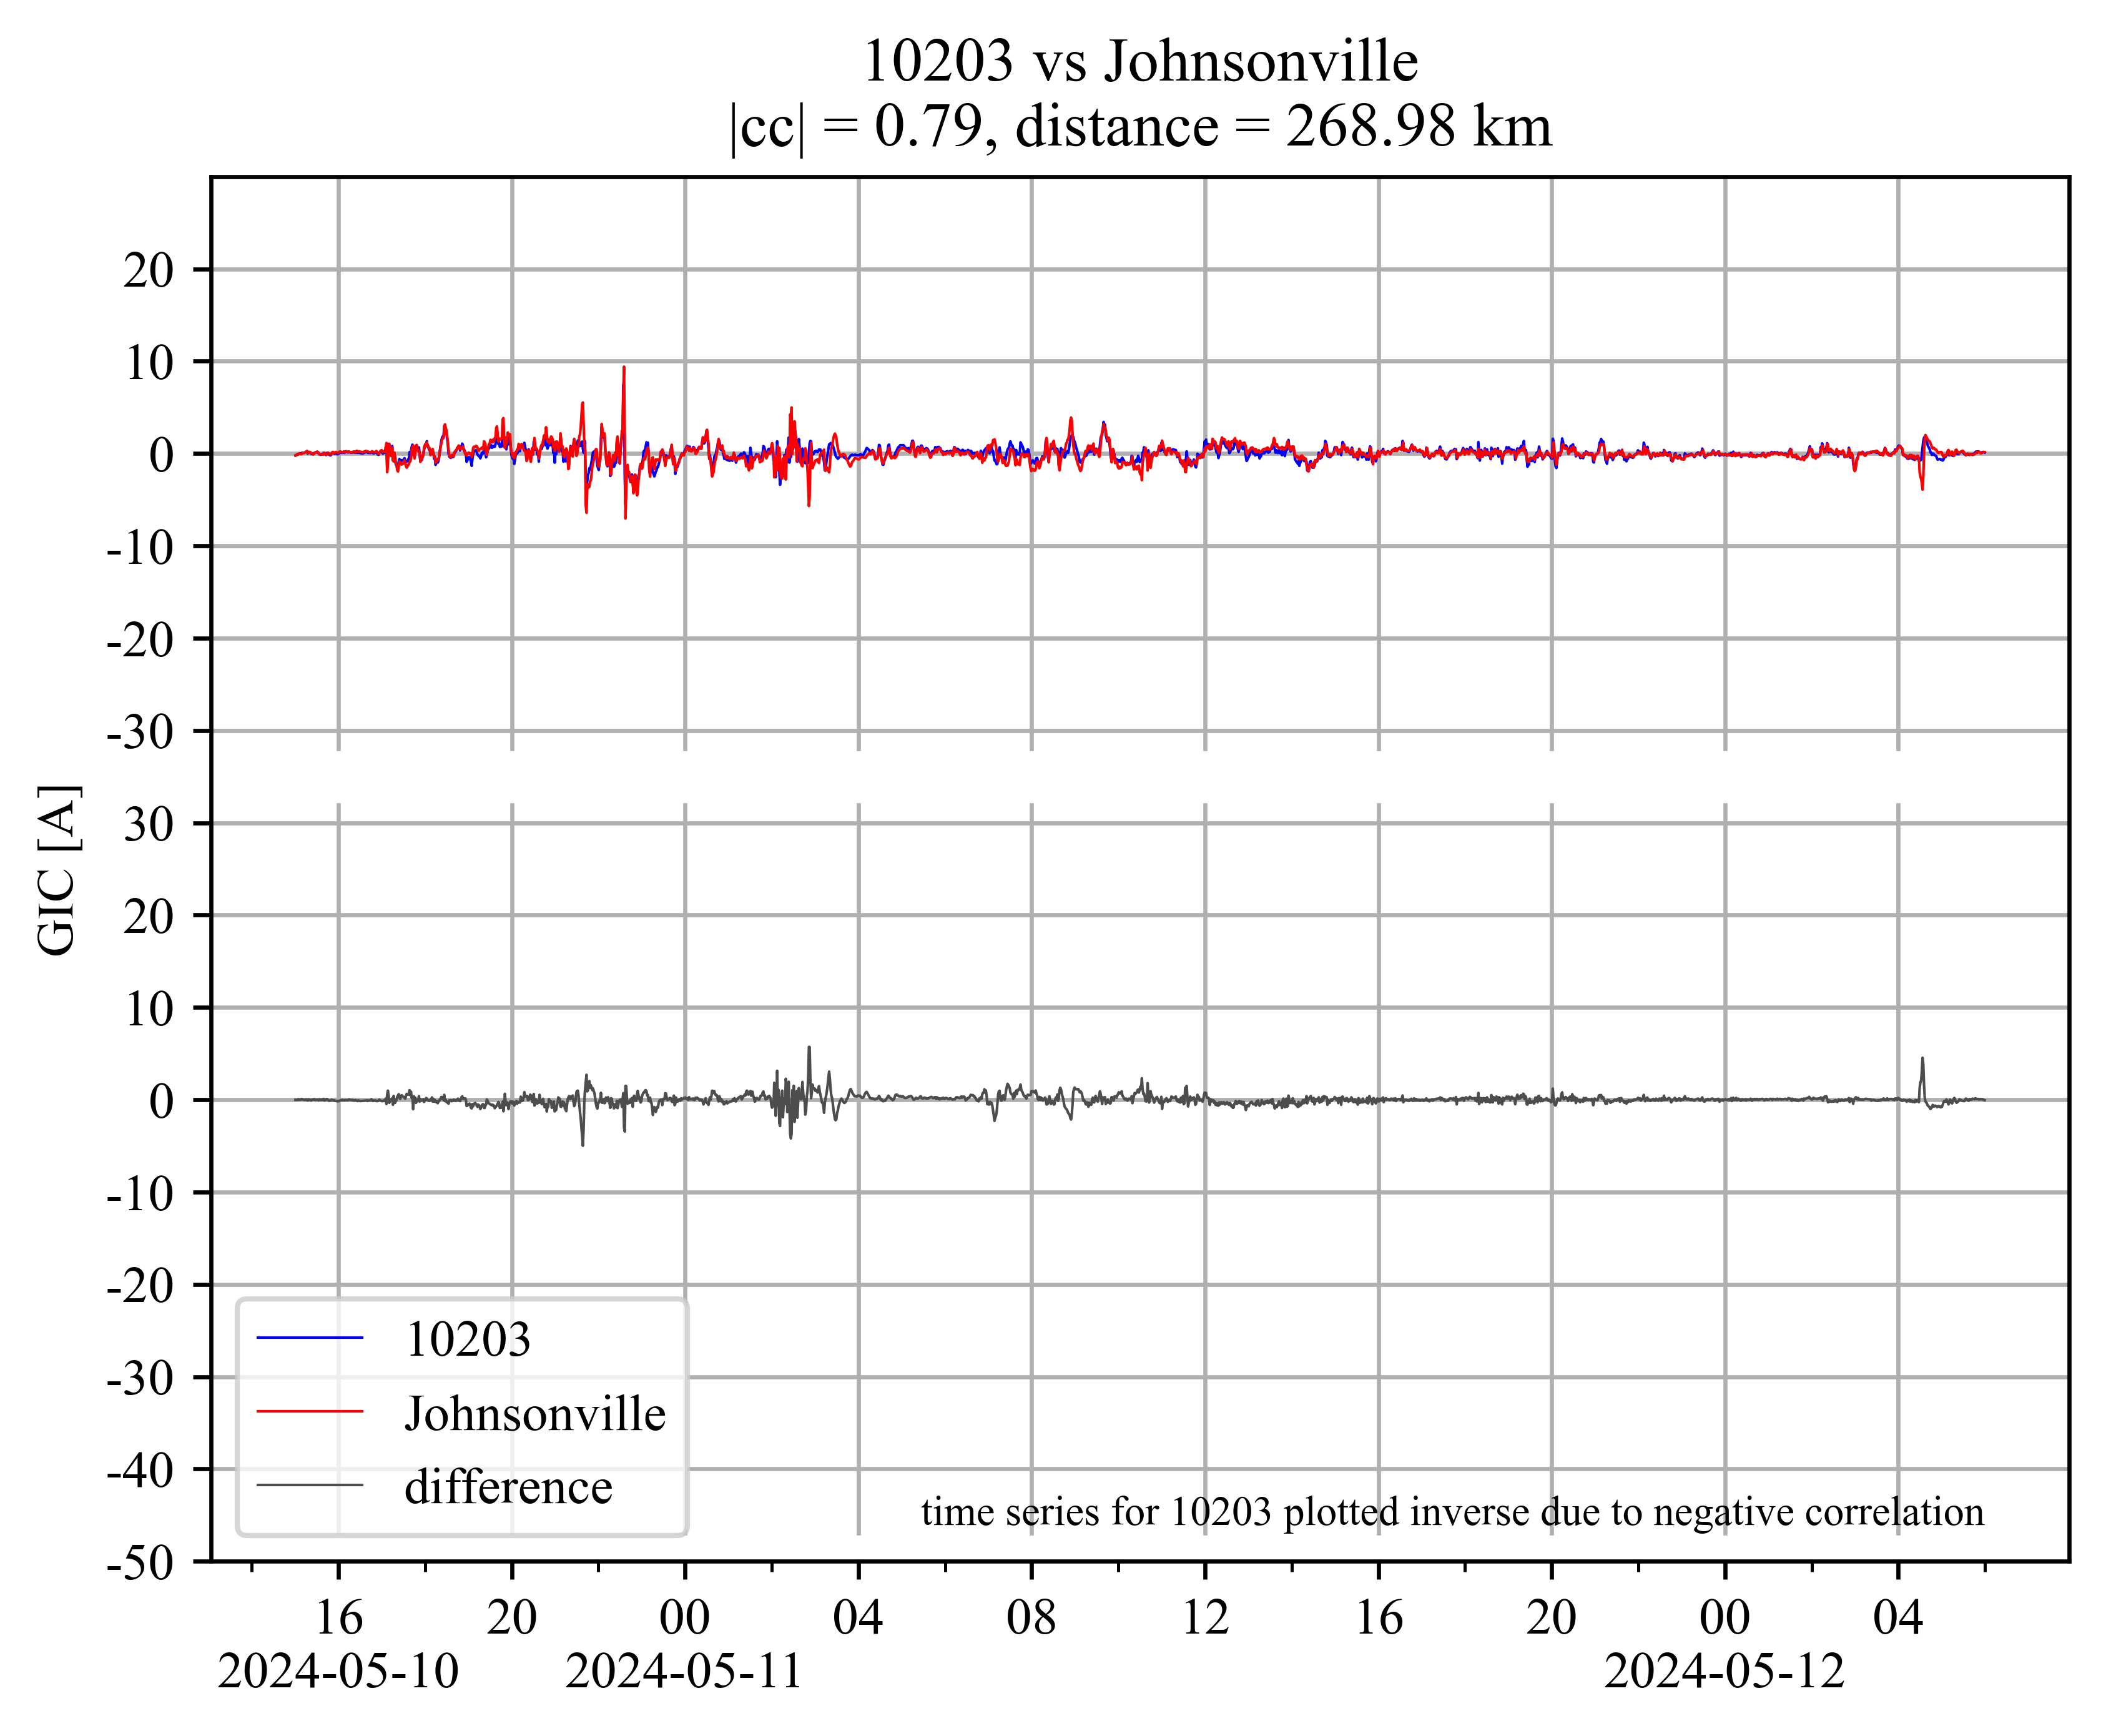 10203 vs Johnsonville
|cc| = 0.79, distance = 268.98 km
GIC [A]
20
10
0
-10
-20
-30
30
20
10
0
-10
-20
-30
-40
-50
10203
Johnsonville
difference
time series for 10203 plotted inverse due to negative correlation
16 20 00 04 08 12 16 20 00 04
2024-05-10 2024-05-11 2024-05-12